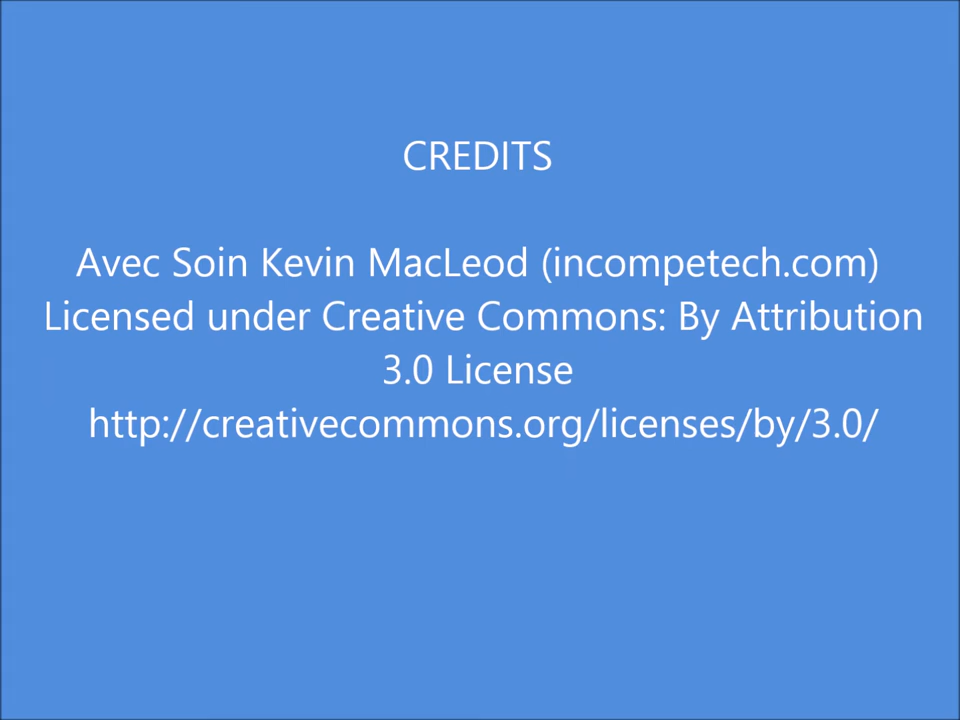 CREDITS
Avec Soin Kevin MacLeod (incompetech.com)
Licensed under Creative Commons: By Attribution
3.0 License
http://creativecommons.org/licenses/by/3.0/